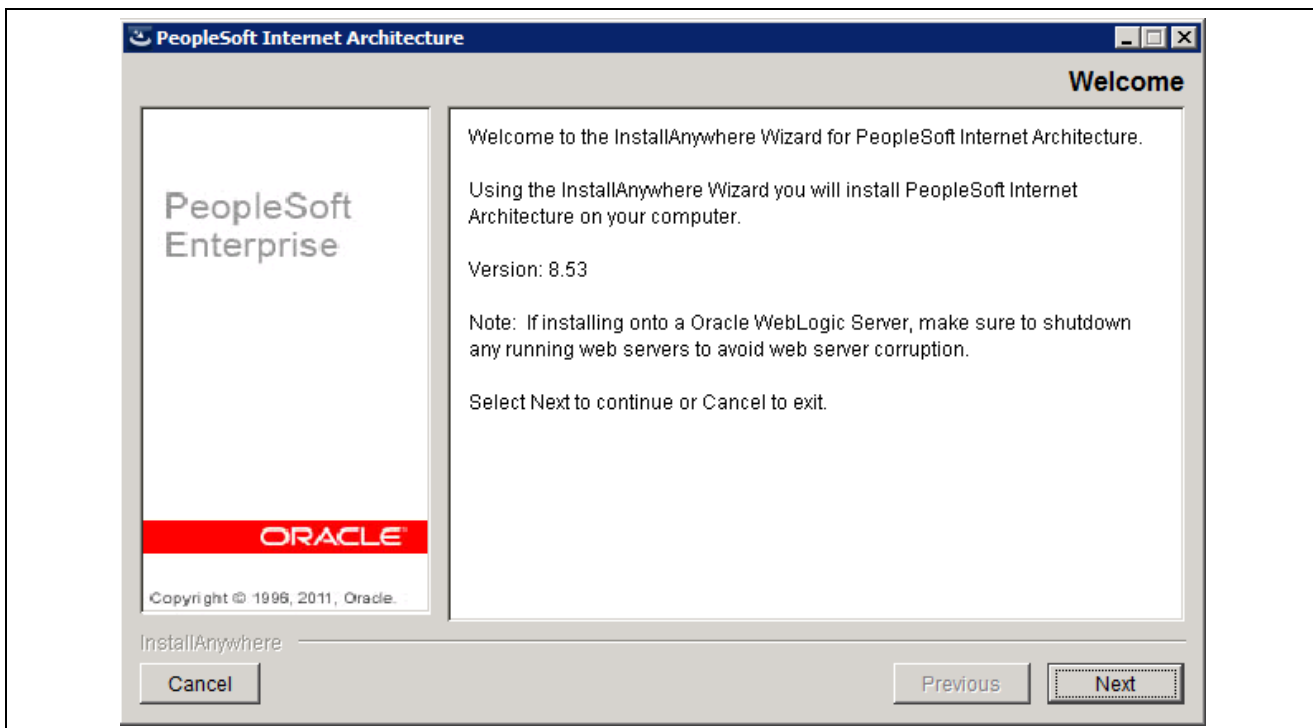 PeopleSoft Internet Architecture
Welcome
PeopleSoft
Enterprise
ORACLE
Copyright © 1996, 2011, Oracle.
Welcome to the InstallAnywhere Wizard for PeopleSoft Internet Architecture.
Using the InstallAnywhere Wizard you will install PeopleSoft Internet
Architecture on your computer.
Version: 8.53
Note: If installing onto a Oracle WebLogic Server, make sure to shutdown
any running web servers to avoid web server corruption.
Select Next to continue or Cancel to exit.
InstallAnywhere
Cancel
Previous
Next